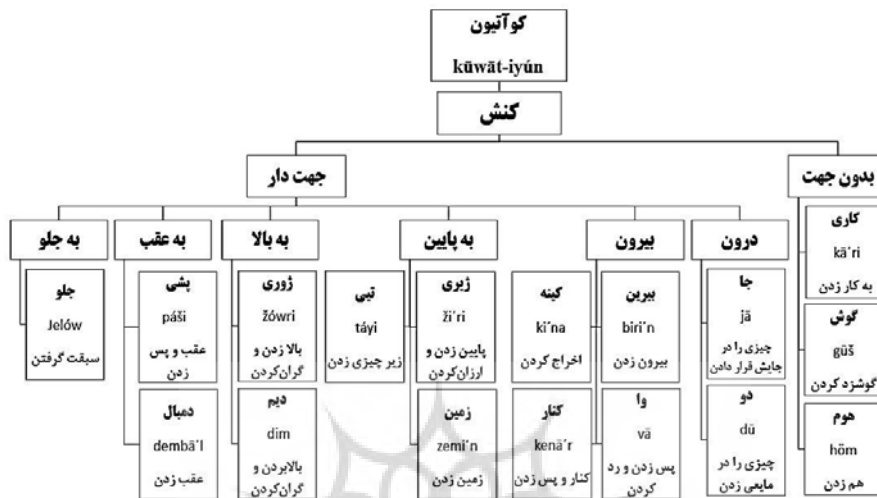 کوآتیون
kūwāt-iyún
کنش
بدون جهت
جهت دار
درون
بیرون
به پایین
به بالا
به عقب
به جلو
کاری
kā′ri
به کار زدن
گوش
gūš
گوشزد کردن
هوم
höm
هم زدن
جا
jā
چیزی را در
جایش قرار دادن
دو
dū
چیزی را در
مایعی زدن
بیرین
biri′n
بیرون زدن
وا
vā
پس زدن و رد
کردن
کینه
ki′na
اخراج کردن
کنار
kenā′r
کنار و پس زدن
ژیری
ži′ri
پایین زدن و
ارزان‌کردن
زمین
zemi′n
زمین زدن
تیی
táyi
زیر چیزی زدن
ژوری
žówri
بالا زدن و
گران‌کردن
دیم
dim
بالابردن و
گران‌کردن
پشی
páši
عقب و پس
زدن
دمبال
dembā′l
عقب زدن
جلو
Jelów
سبقت گرفتن